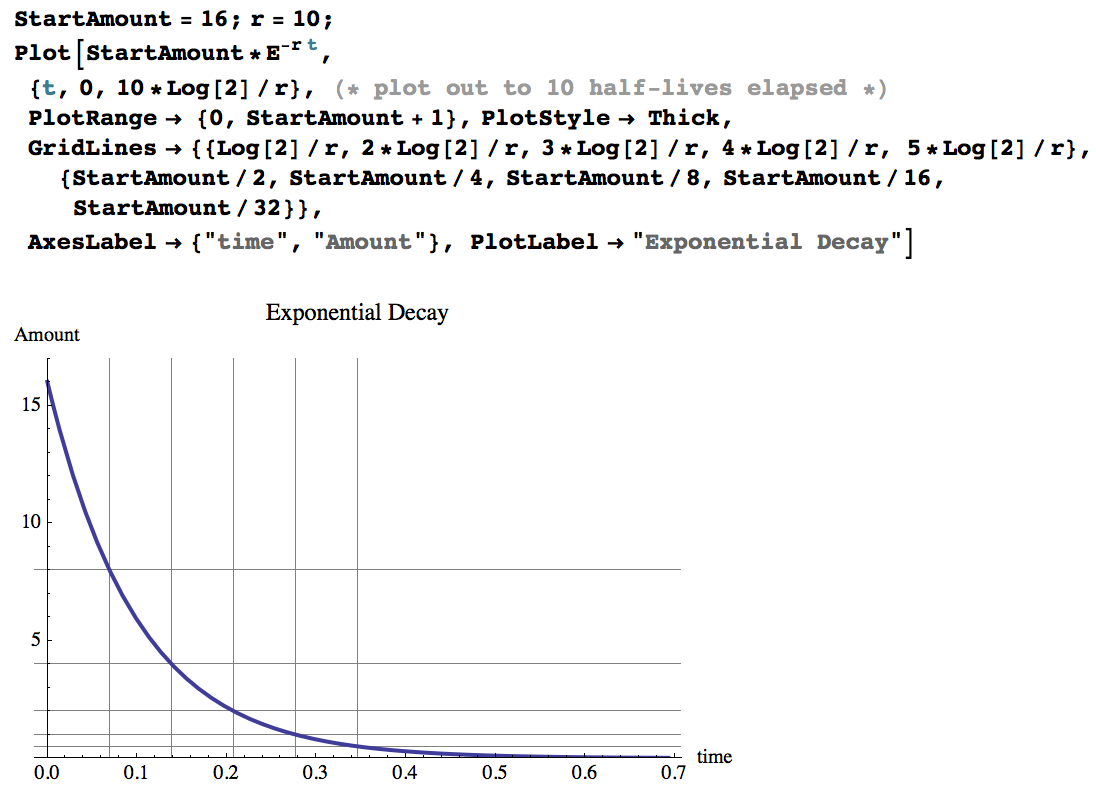 StartAmount = 16; r = 10;
Plot[StartAmount * E^-r t,
{t, 0, 10 * Log[2] / r}, (* plot out to 10 half-lives elapsed *)
PlotRange → {0, StartAmount + 1}, PlotStyle → Thick,
GridLines → {{Log[2] / r, 2 * Log[2] / r, 3 * Log[2] / r, 4 * Log[2] / r, 5 * Log[2] / r},
{StartAmount / 2, StartAmount / 4, StartAmount / 8, StartAmount / 16,
StartAmount / 32}},
AxesLabel → {"time", "Amount"}, PlotLabel → "Exponential Decay"]
Exponential Decay
Amount
15
10
5
time
0.0 0.1 0.2 0.3 0.4 0.5 0.6 0.7